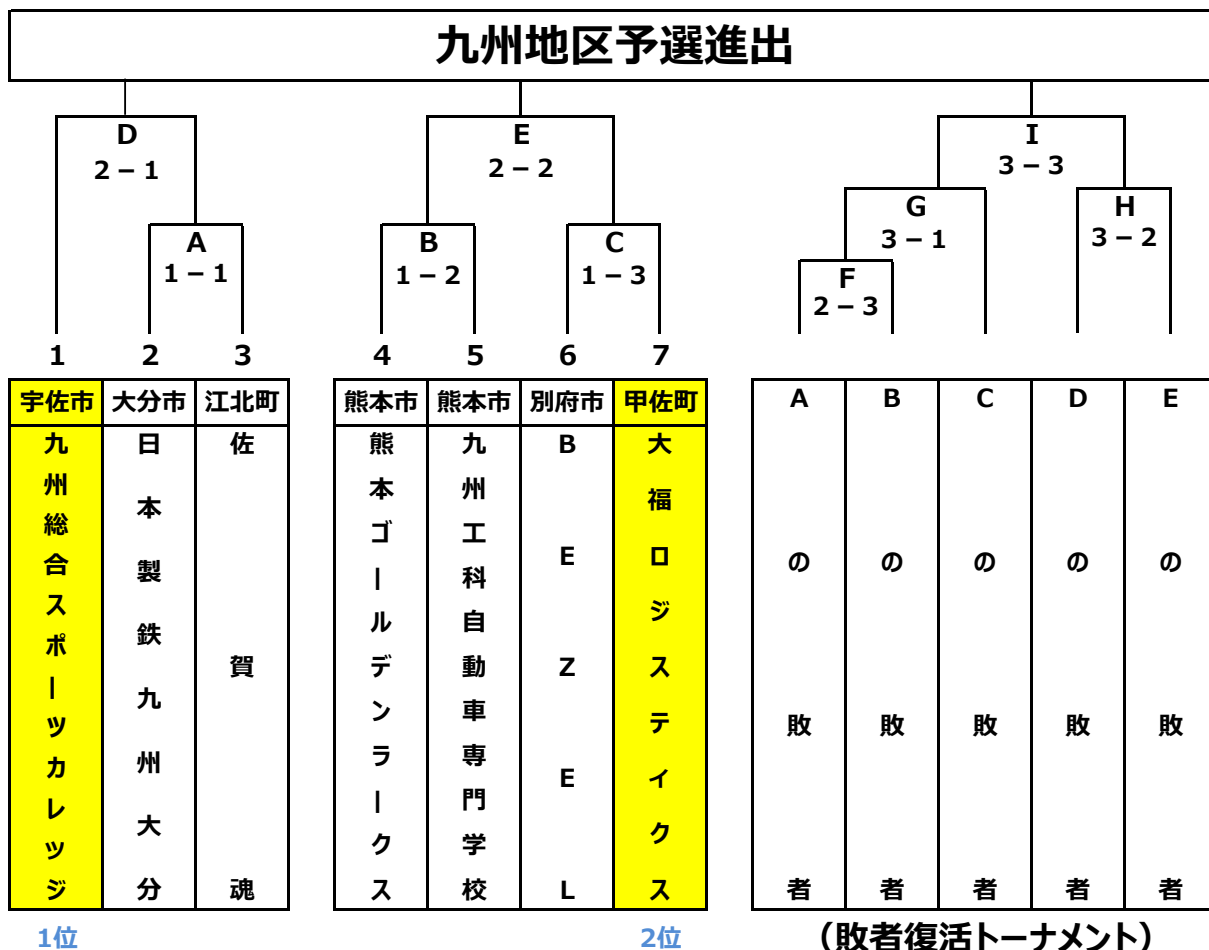 九州地区予選進出
D
2－1
E
2－2
I
3－3
G
3－1
H
3－2
A
1－1
B
1－2
C
1－3
F
2－3
1 2 3 4 5 6 7
宇佐市 大分市 江北町 熊本市 熊本市 別府市 甲佐町
九州総合スポーツカレッジ
日本製鉄九州大分
佐賀魂
熊本ゴールデンラークス
九州工科自動車専門学校
BEZEL
大福ロジスティクス
Aの敗者
Bの敗者
Cの敗者
Dの敗者
Eの敗者
1位
2位
（敗者復活トーナメント）